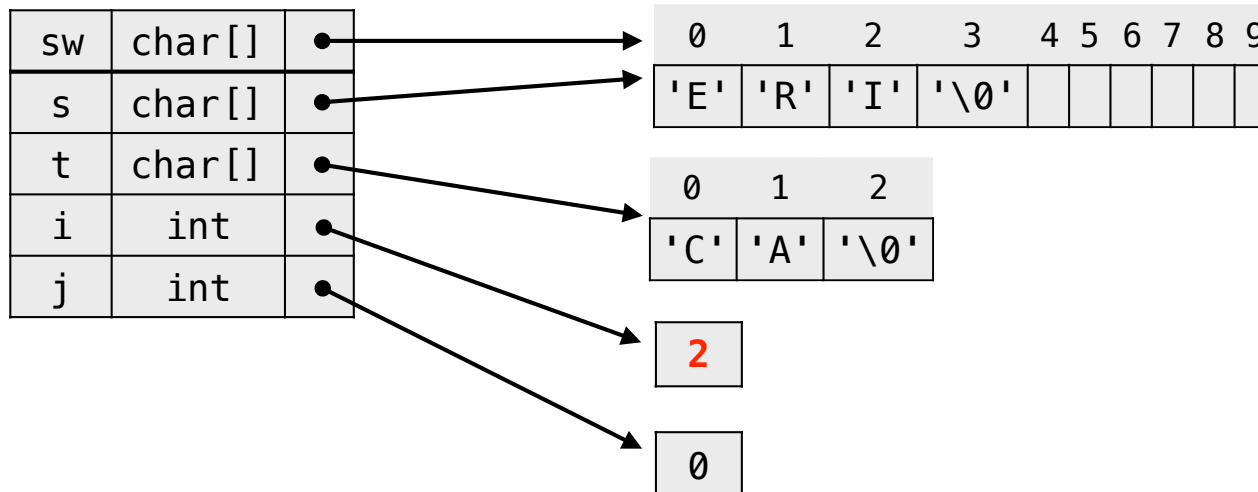 sw char[]
s char[]
t char[]
i int
j int
0 1 2 3 4 5 6 7 8 9
'E' 'R' 'I' '\0'
0 1 2
'C' 'A' '\0'
2
0